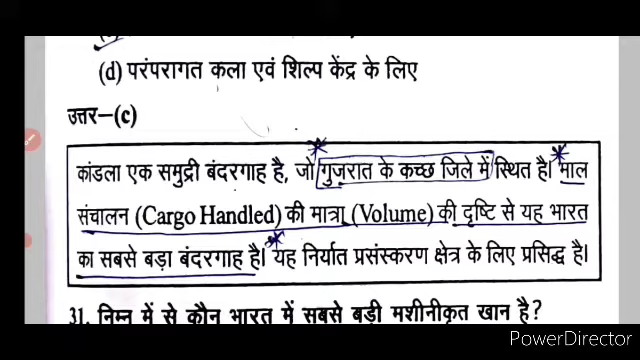 (d) परंपरागत कला एवं शिल्प केंद्र के लिए
उत्तर–(c)
कांडला एक समुद्री बंदरगाह है, जो गुजरात के कच्छ जिले में स्थित है। माल
संचालन (Cargo Handled) की मात्रा (Volume) की दृष्टि से यह भारत
का सबसे बड़ा बंदरगाह है। यह निर्यात प्रसंस्करण क्षेत्र के लिए प्रसिद्ध है।
31. निम्न में से कौन भारत में सबसे बड़ी मशीनीकृत खान है?
PowerDirector